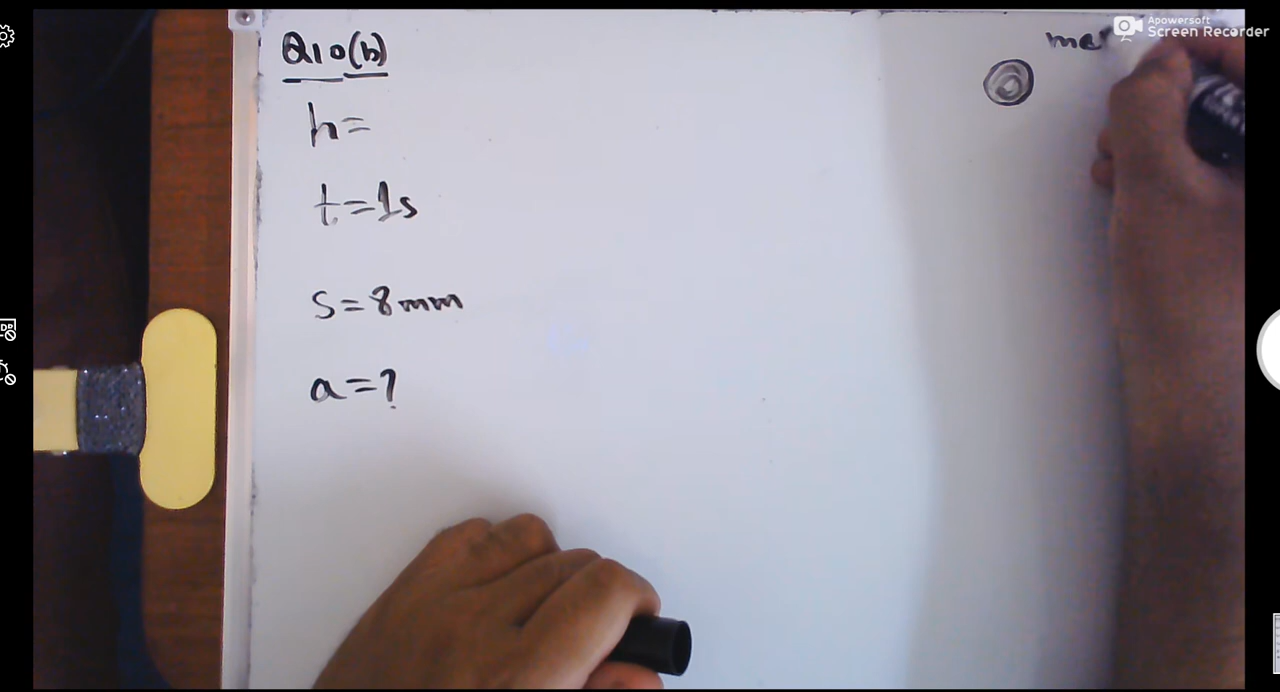 Apowersoft
Screen Recorder
Q10(b)
h=
t=1s
s=8mm
a=?